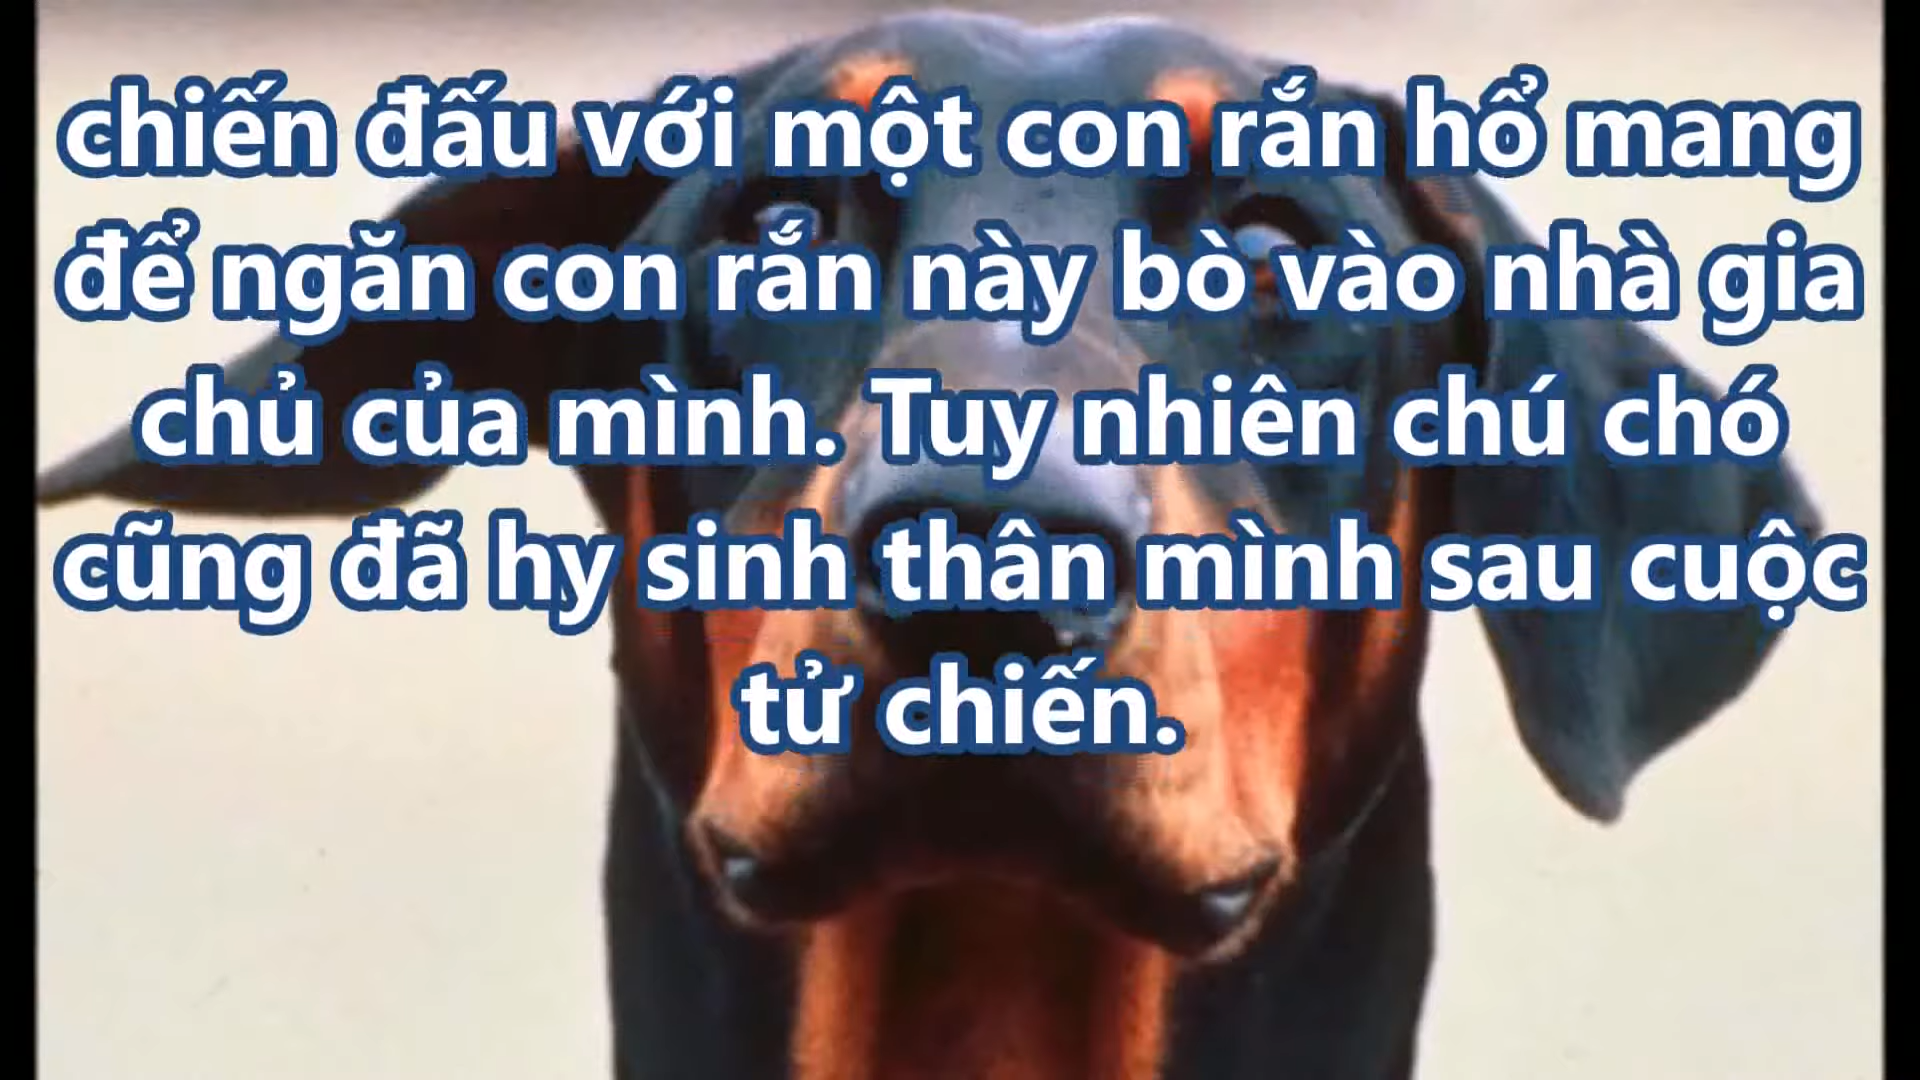 chiến đấu với một con rắn hổ mang
để ngăn con rắn này bò vào nhà gia
chủ của mình. Tuy nhiên chú chó
cũng đã hy sinh thân mình sau cuộc
tử chiến.